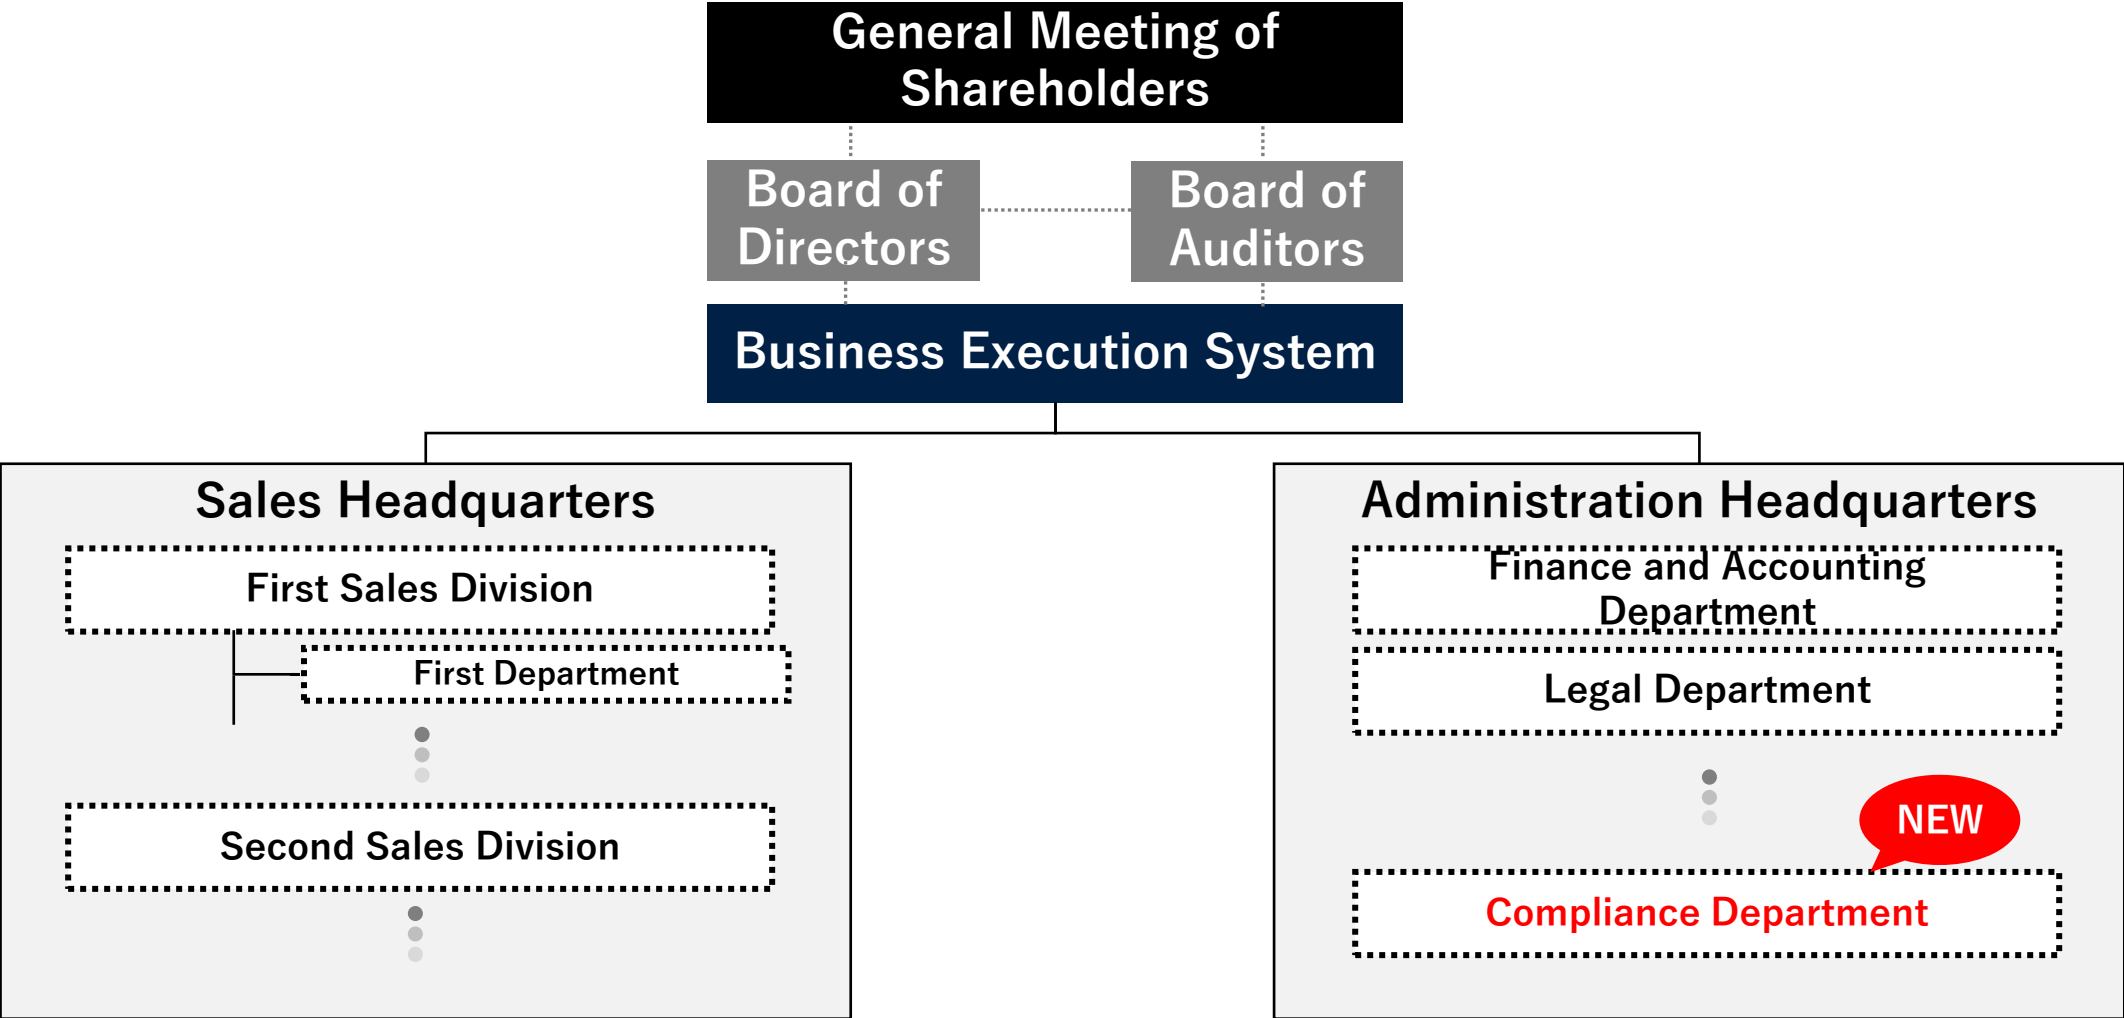 General Meeting of
Shareholders
Board of
Directors
Board of
Auditors
Business Execution System
Sales Headquarters
First Sales Division
First Department
Second Sales Division
Administration Headquarters
Finance and Accounting
Department
Legal Department
NEW
Compliance Department